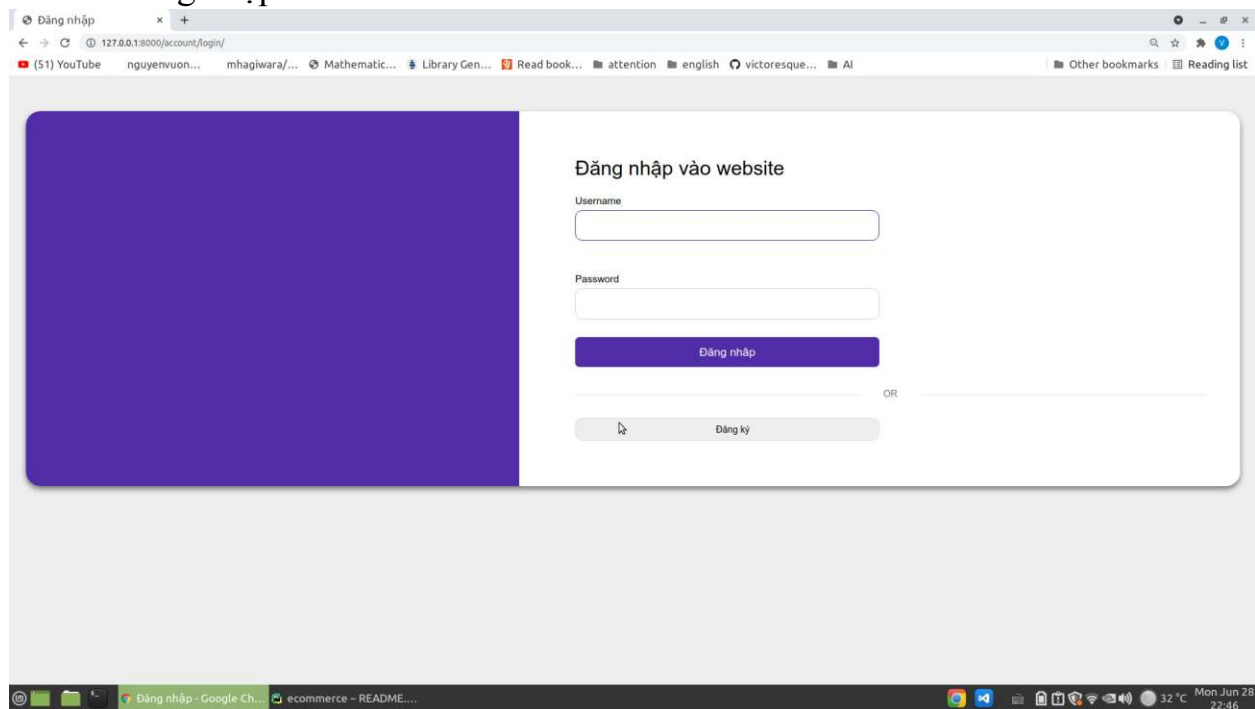 Đăng nhập
127.0.0.1:8000/account/login/
(51) YouTube nguyenvuon... mhagiwara/... Mathematic... Library Gen... Read book... attention english victoresque... AI Other bookmarks Reading list
V
Đăng nhập vào website
Username
Password
Đăng nhập
OR
Đăng ký
Đăng nhập - Google Ch... ecommerce – README.... 32 °C Mon Jun 28
22:46